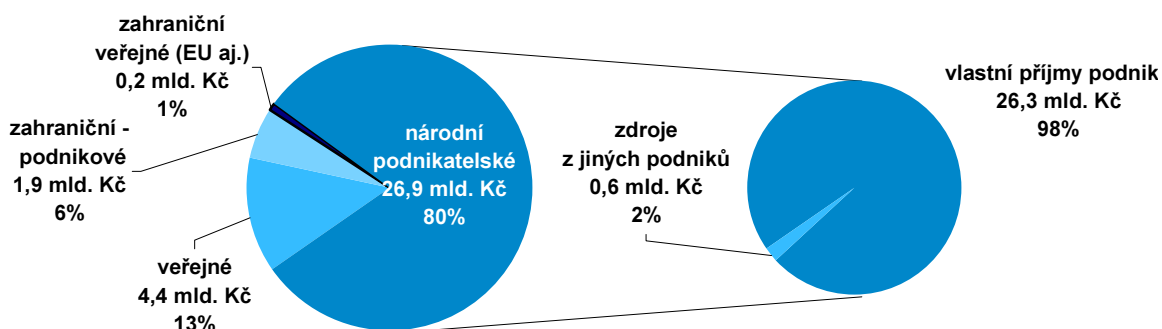 zahraniční
veřejné (EU aj.)
0,2 mld. Kč
1%
zahraniční -
podnikové
1,9 mld. Kč
6%
veřejné
4,4 mld. Kč
13%
národní
podnikatelské
26,9 mld. Kč
80%
zdroje
z jiných podniků
0,6 mld. Kč
2%
vlastní příjmy podnik
26,3 mld. Kč
98%